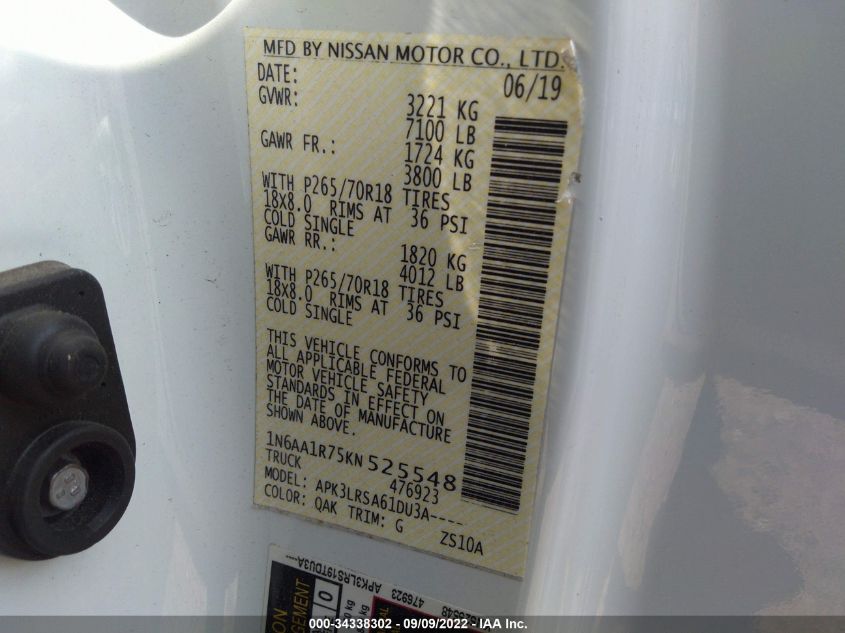 MFD BY NISSAN MOTOR CO., LTD.
DATE: 06/19
GVWR: 3221 KG
7100 LB
GAWR FR.: 1724 KG
3800 LB
WITH P265/70R18 TIRES
18X8.0 RIMS AT 36 PSI
COLD SINGLE
GAWR RR.: 1820 KG
4012 LB
WITH P265/70R18 TIRES
18X8.0 RIMS AT 36 PSI
COLD SINGLE
THIS VEHICLE CONFORMS TO
ALL APPLICABLE FEDERAL
MOTOR VEHICLE SAFETY
STANDARDS IN EFFECT ON
THE DATE OF MANUFACTURE
SHOWN ABOVE.
1N6AA1R75KN525548
TRUCK 476923
MODEL: APK3LRSA61DU3A----
COLOR: QAK TRIM: G ZS10A
476923 APK3LRS19TDU3A---
000-34338302 - 09/09/2022 - IAA Inc.